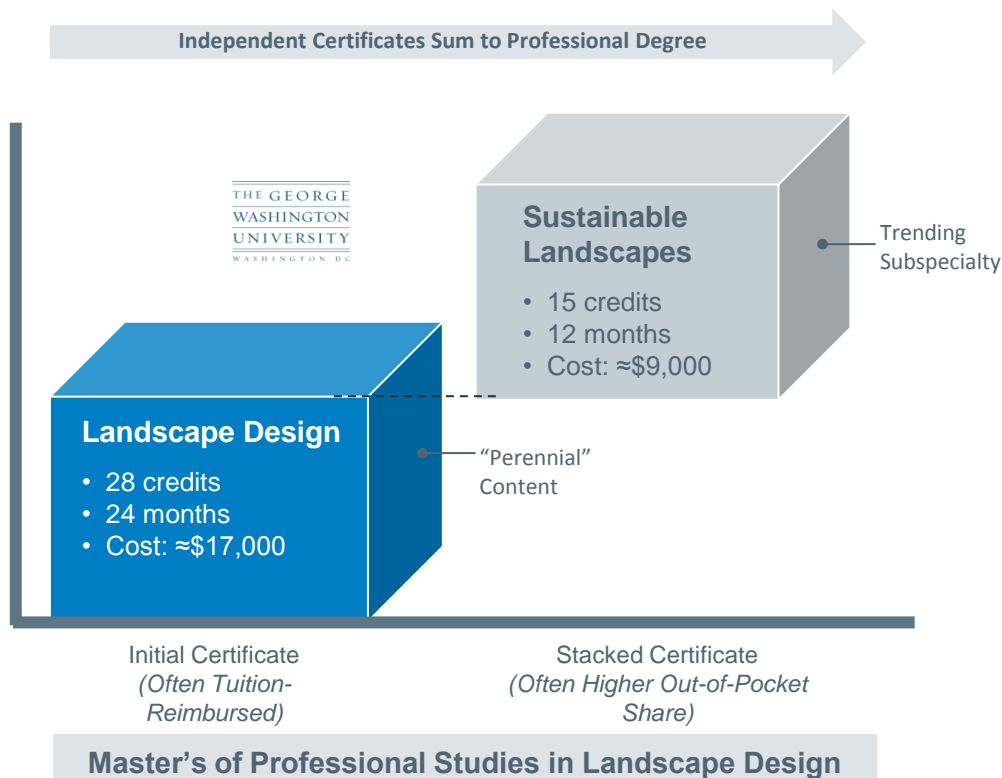 Independent Certificates Sum to Professional Degree
THE GEORGE
WASHINGTON
UNIVERSITY
WASHINGTON DC
Sustainable
Landscapes
• 15 credits
• 12 months
• Cost: ≈$9,000
Trending
Subspecialty
Landscape Design
• 28 credits
• 24 months
• Cost: ≈$17,000
“Perennial”
Content
Initial Certificate
(Often Tuition-
Reimbursed)
Stacked Certificate
(Often Higher Out-of-Pocket
Share)
Master’s of Professional Studies in Landscape Design